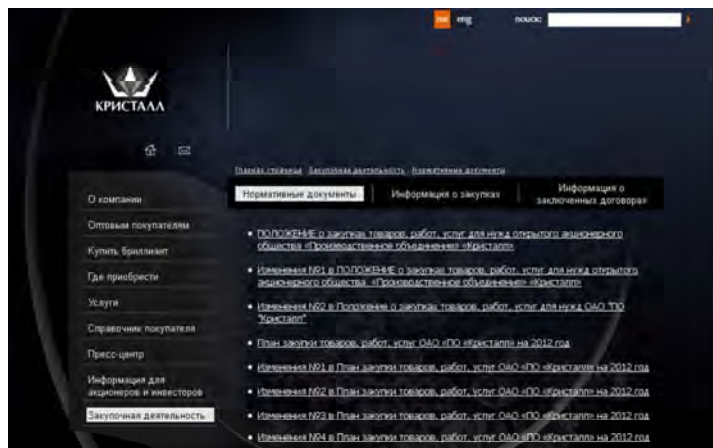 rus eng поиск:
КРИСТАЛЛ
Главная страница Закупочная деятельность Нормативные документы
Нормативные документы
Информация о закупках
Информация о
заключенных договорах
О компании
Оптовым покупателям
Купить бриллиант
Где приобрести
Услуги
Справочник покупателя
Пресс-центр
Информация для
акционеров и инвесторов
Закупочная деятельность
ПОЛОЖЕНИЕ о закупках товаров, работ, услуг для нужд открытого акционерного
общества «Производственное объединение» «Кристалл»
Изменения №1 в ПОЛОЖЕНИЕ о закупках товаров, работ, услуг для нужд открытого
акционерного общества «Производственное объединение» «Кристалл»
Изменения №2 в Положение о закупках товаров, работ, услуг для нужд ОАО "ПО
"Кристалл"
План закупки товаров, работ, услуг ОАО «ПО «Кристалл» на 2012 год
Изменения №1 в План закупки товаров, работ, услуг ОАО «ПО «Кристалл» на 2012 год
Изменения №2 в План закупки товаров, работ, услуг ОАО «ПО «Кристалл» на 2012 год
Изменения №3 в План закупки товаров, работ, услуг ОАО «ПО «Кристалл» на 2012 год
Изменения №4 в План закупки товаров, работ, услуг ОАО «ПО «Кристалл» на 2012 год